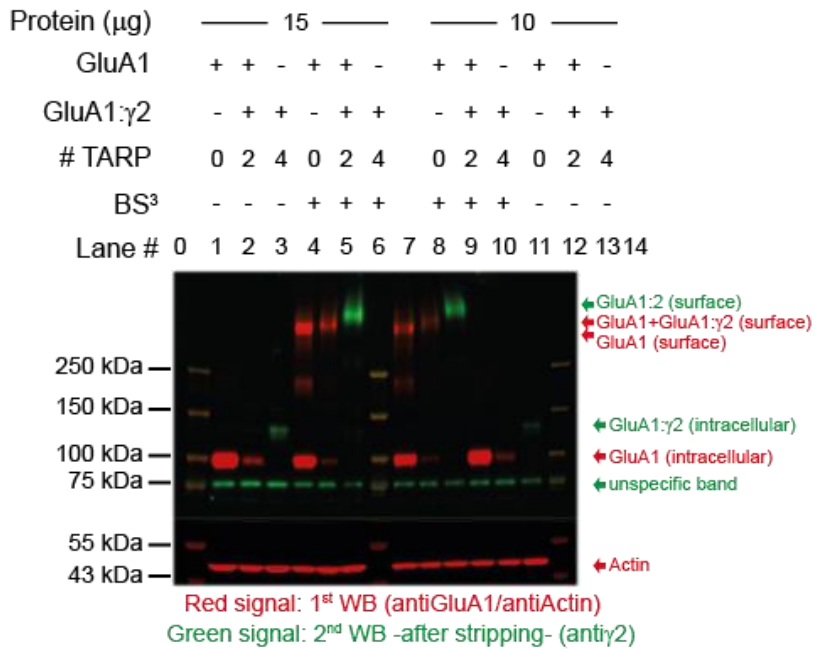 Protein (μg) 15 10
GluA1 + + - + + - + + - + + -
GluA1:γ2 - + + - + + - + + - + +
# TARP 0 2 4 0 2 4 0 2 4 0 2 4
BS³ - - - + + + + + + - - -
Lane # 0 1 2 3 4 5 6 7 8 9 10 11 12 13 14
GluA1:2 (surface)
GluA1+GluA1:γ2 (surface)
GluA1 (surface)
250 kDa
150 kDa
GluA1:γ2 (intracellular)
100 kDa
GluA1 (intracellular)
75 kDa
unspecific band
55 kDa
Actin
43 kDa
Red signal: 1st WB (antiGluA1/antiActin)
Green signal: 2nd WB -after stripping- (antiγ2)